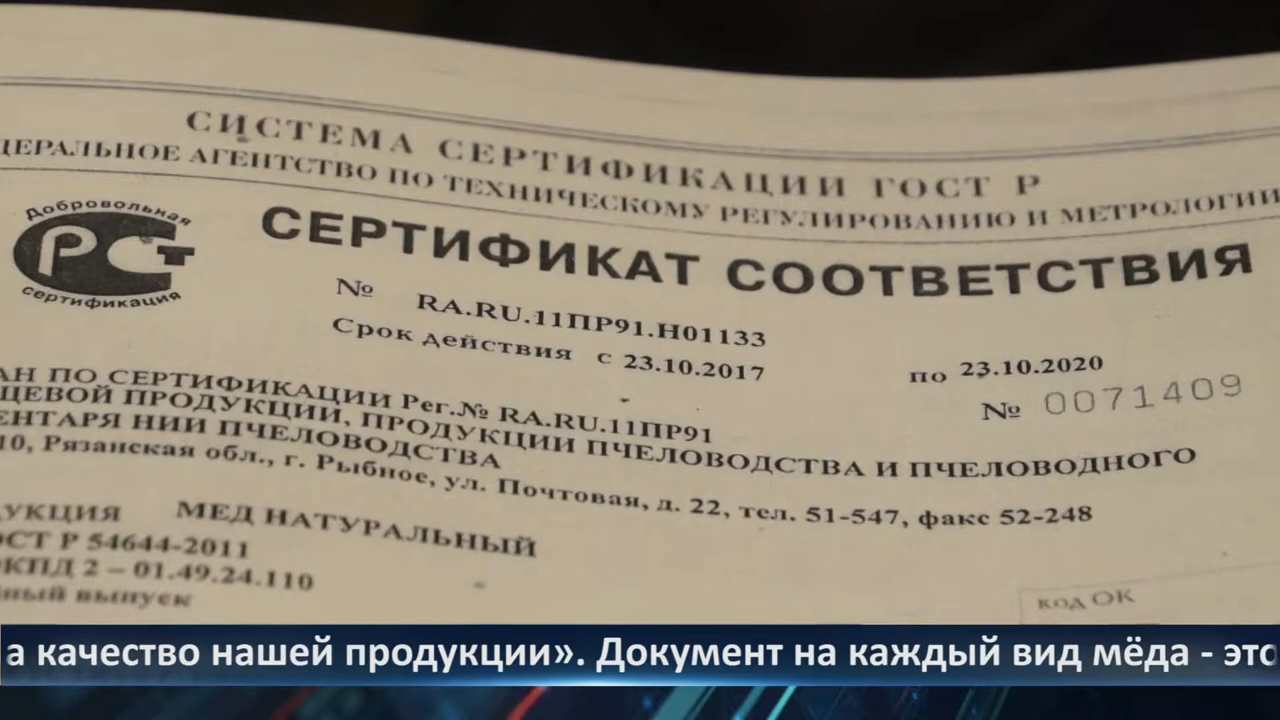 СИСТЕМА СЕРТИФИКАЦИИ ГОСТ Р
ДЕРАЛЬНОЕ АГЕНТСТВО ПО ТЕХНИЧЕСКОМУ РЕГУЛИРОВАНИЮ И МЕТРОЛОГИИ
Добровольная
РСТ
сертификация
СЕРТИФИКАТ СООТВЕТСТВИЯ
№ RA.RU.11ПР91.Н01133
Срок действия с 23.10.2017 по 23.10.2020
№ 0071409
АН ПО СЕРТИФИКАЦИИ Рег.№ RA.RU.11ПР91
ЩЕВОЙ ПРОДУКЦИИ, ПРОДУКЦИИ ПЧЕЛОВОДСТВА И ПЧЕЛОВОДНОГО
ЕНТАРЯ НИИ ПЧЕЛОВОДСТВА
10, Рязанская обл., г. Рыбное, ул. Почтовая, д. 22, тел. 51-547, факс 52-248
УКЦИЯ МЕД НАТУРАЛЬНЫЙ
ОСТ Р 54644-2011
ОКПД 2 – 01.49.24.110
ный выпуск
код ОК
а качество нашей продукции». Документ на каждый вид мёда - это